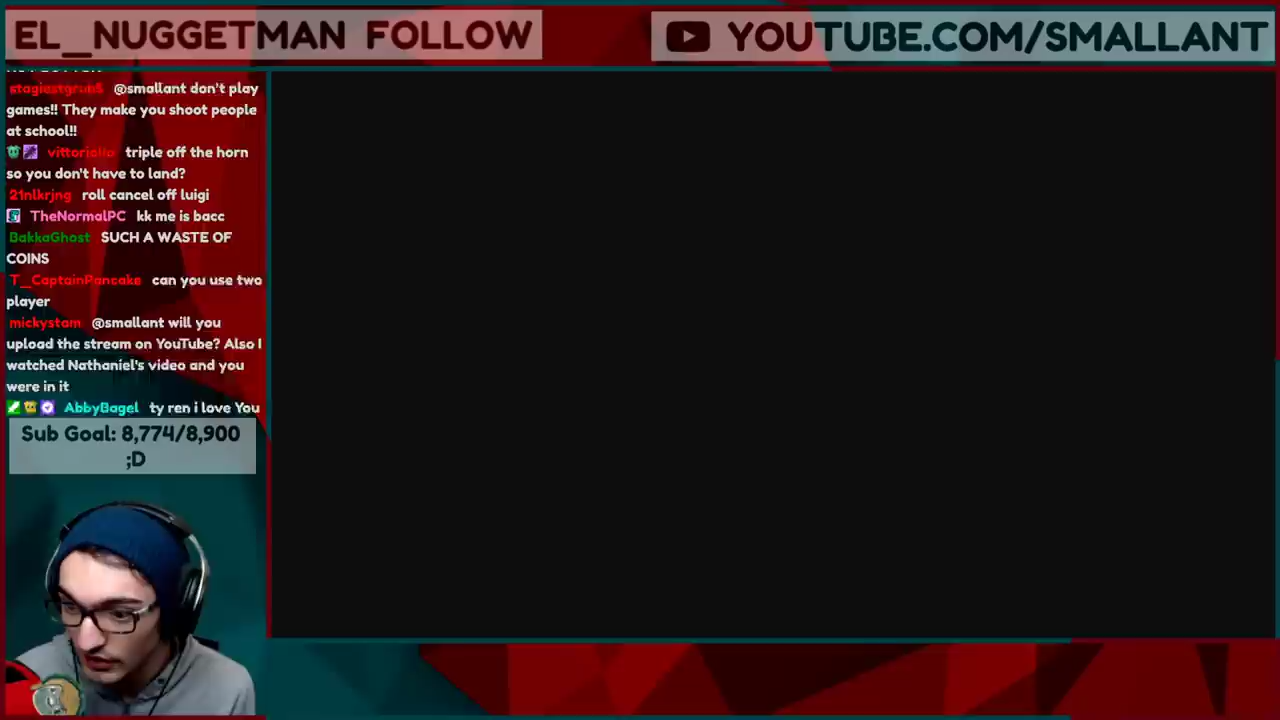 EL_NUGGETMAN FOLLOW
YOUTUBE.COM/SMALLANT
stagiestgrub5 @smallant don't play
games!! They make you shoot people
at school!!
triple off the horn
so you don't have to land?
21nlkrjng roll cancel off luigi
TheNormalPC kk me is bacc
BakkaGhost SUCH A WASTE OF
COINS
T_CaptainPancake can you use two
player
mickystam @smallant will you
upload the stream on YouTube? Also I
watched Nathaniel's video and you
were in it
AbbyBagel ty ren i love You
Sub Goal: 8,774/8,900
;D